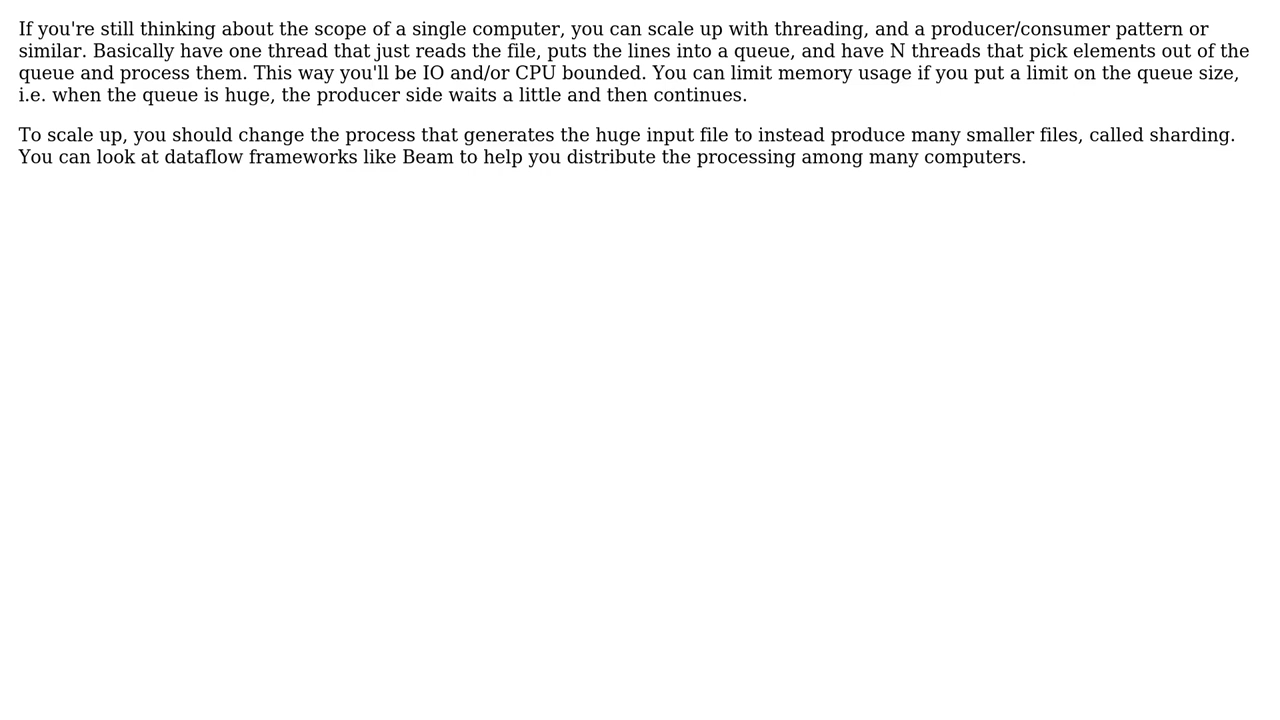 If you're still thinking about the scope of a single computer, you can scale up with threading, and a producer/consumer pattern or
similar. Basically have one thread that just reads the file, puts the lines into a queue, and have N threads that pick elements out of the
queue and process them. This way you'll be IO and/or CPU bounded. You can limit memory usage if you put a limit on the queue size,
i.e. when the queue is huge, the producer side waits a little and then continues.
To scale up, you should change the process that generates the huge input file to instead produce many smaller files, called sharding.
You can look at dataflow frameworks like Beam to help you distribute the processing among many computers.